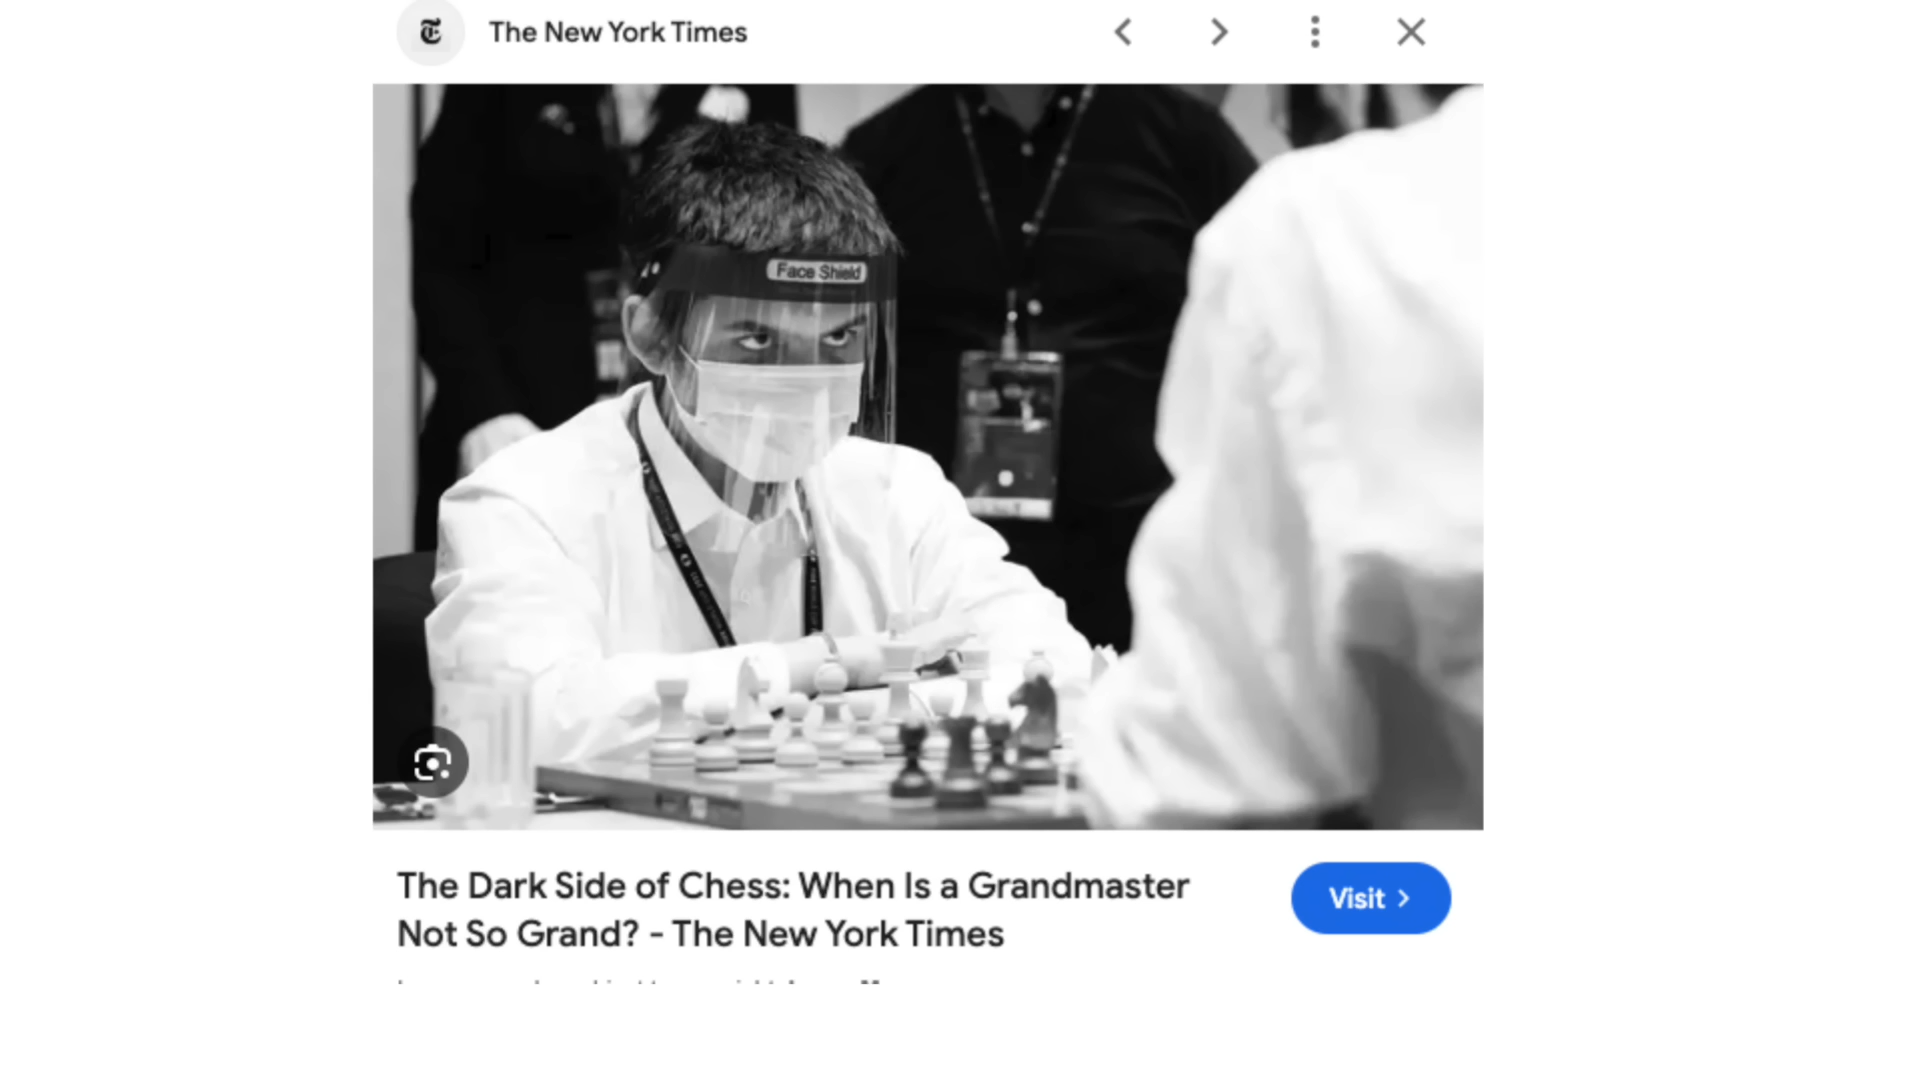 The New York Times
Face Shield
The Dark Side of Chess: When Is a Grandmaster
Not So Grand? - The New York Times
Visit